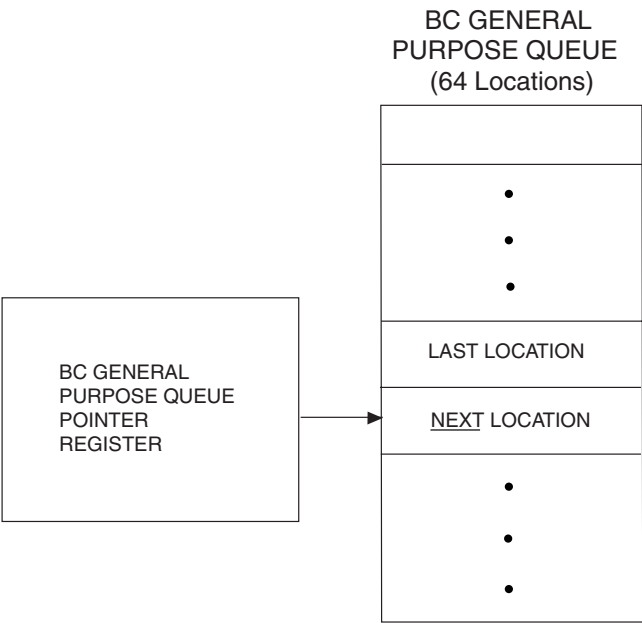 BC GENERAL
PURPOSE QUEUE
(64 Locations)
LAST LOCATION
BC GENERAL
PURPOSE QUEUE
POINTER
REGISTER
NEXT LOCATION